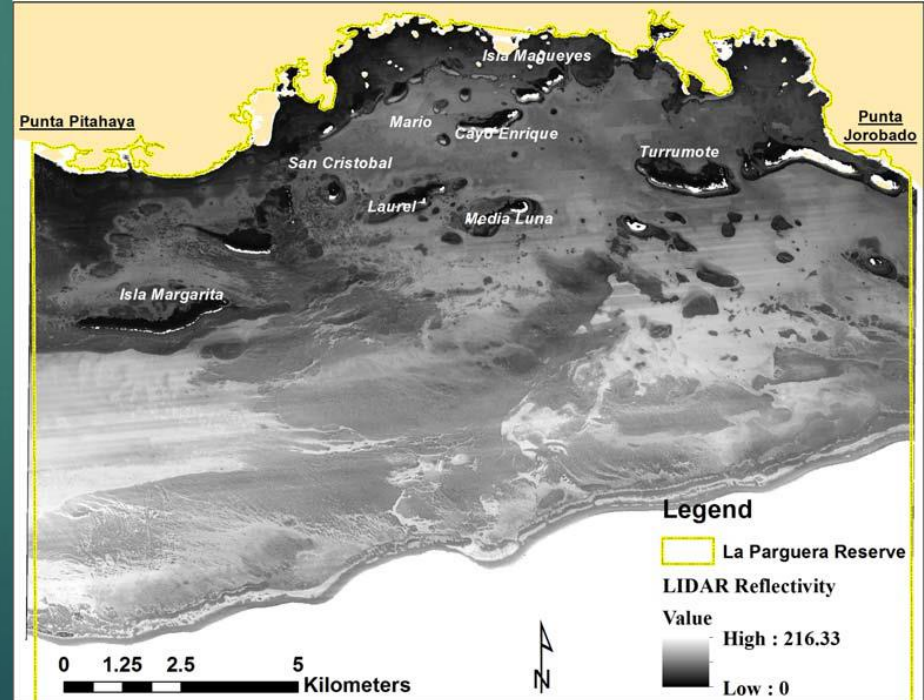 Isla Magueyes
Punta Pitahaya
Mario
Cayo Enrique
Punta
Jorobado
San Cristobal
Turrumote
Laurel
Media Luna
Isla Margarita
Legend
La Parguera Reserve
LIDAR Reflectivity
Value
High : 216.33
Low : 0
0 1.25 2.5 5
Kilometers
N